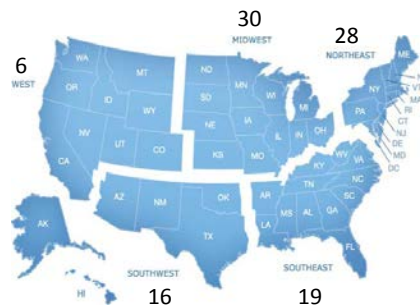 30
MIDWEST
28
NORTHEAST
6
WEST
WA
OR
ID
MT
WY
NV
UT
CO
CA
ND
SD
NE
KS
MN
IA
MO
WI
IL
MI
IN
OH
ME
NY
PA
VT
MA
RI
CT
NJ
DE
MD
DC
AZ
NM
OK
TX
AR
LA
KY
WV
VA
TN
NC
SC
MS
AL
GA
FL
AK
HI
SOUTHWEST
16
SOUTHEAST
19